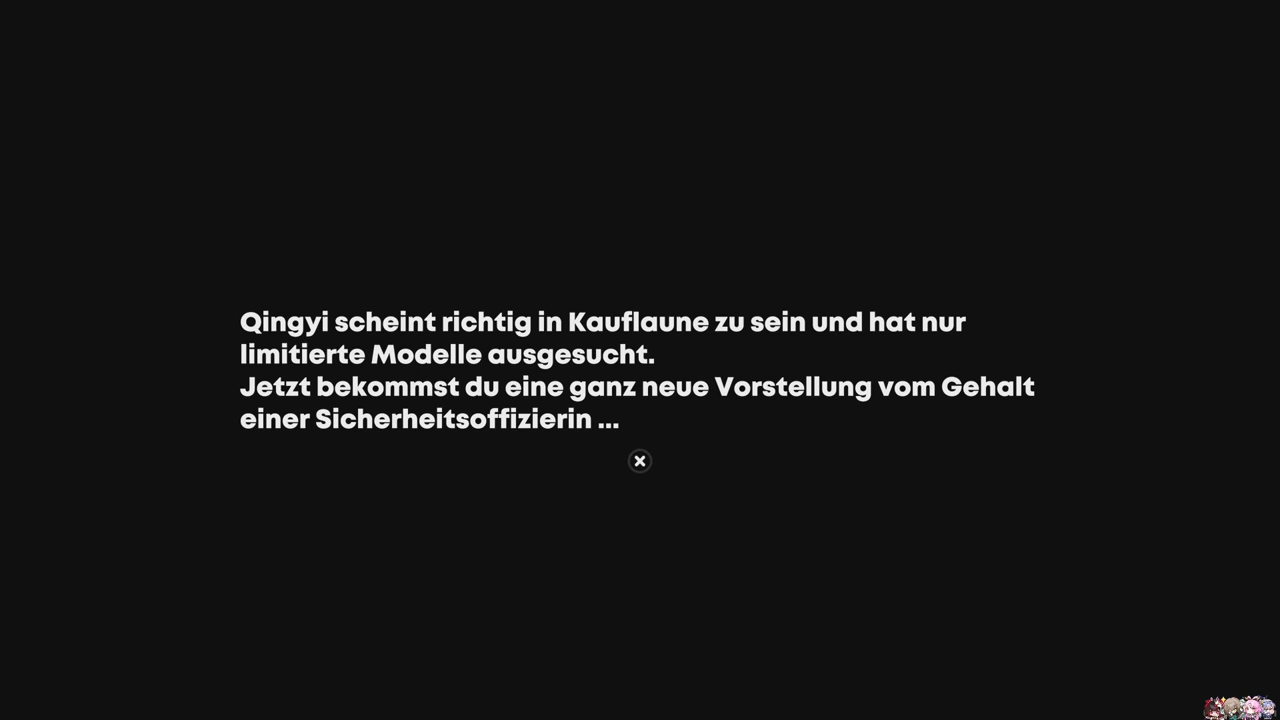 Qingyi scheint richtig in Kauflaune zu sein und hat nur
limitierte Modelle ausgesucht.
Jetzt bekommst du eine ganz neue Vorstellung vom Gehalt
einer Sicherheitsoffizierin ...